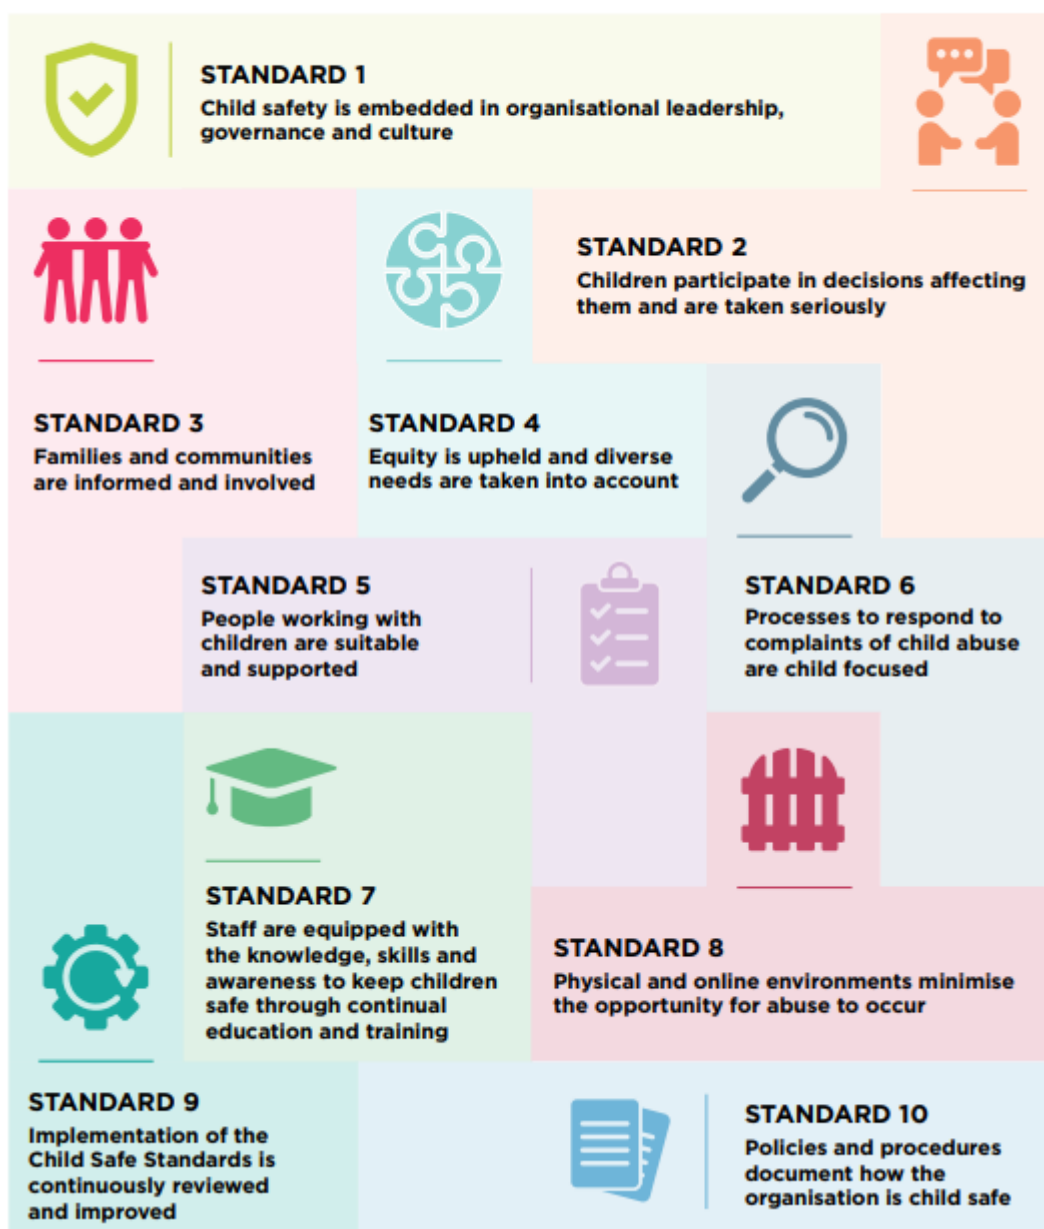 STANDARD 1
Child safety is embedded in organisational leadership,
governance and culture
STANDARD 2
Children participate in decisions affecting
them and are taken seriously
STANDARD 3
Families and communities
are informed and involved
STANDARD 4
Equity is upheld and diverse
needs are taken into account
STANDARD 5
People working with
children are suitable
and supported
STANDARD 6
Processes to respond to
complaints of child abuse
are child focused
STANDARD 7
Staff are equipped with
the knowledge, skills and
awareness to keep children
safe through continual
education and training
STANDARD 8
Physical and online environments minimise
the opportunity for abuse to occur
STANDARD 9
Implementation of the
Child Safe Standards is
continuously reviewed
and improved
STANDARD 10
Policies and procedures
document how the
organisation is child safe